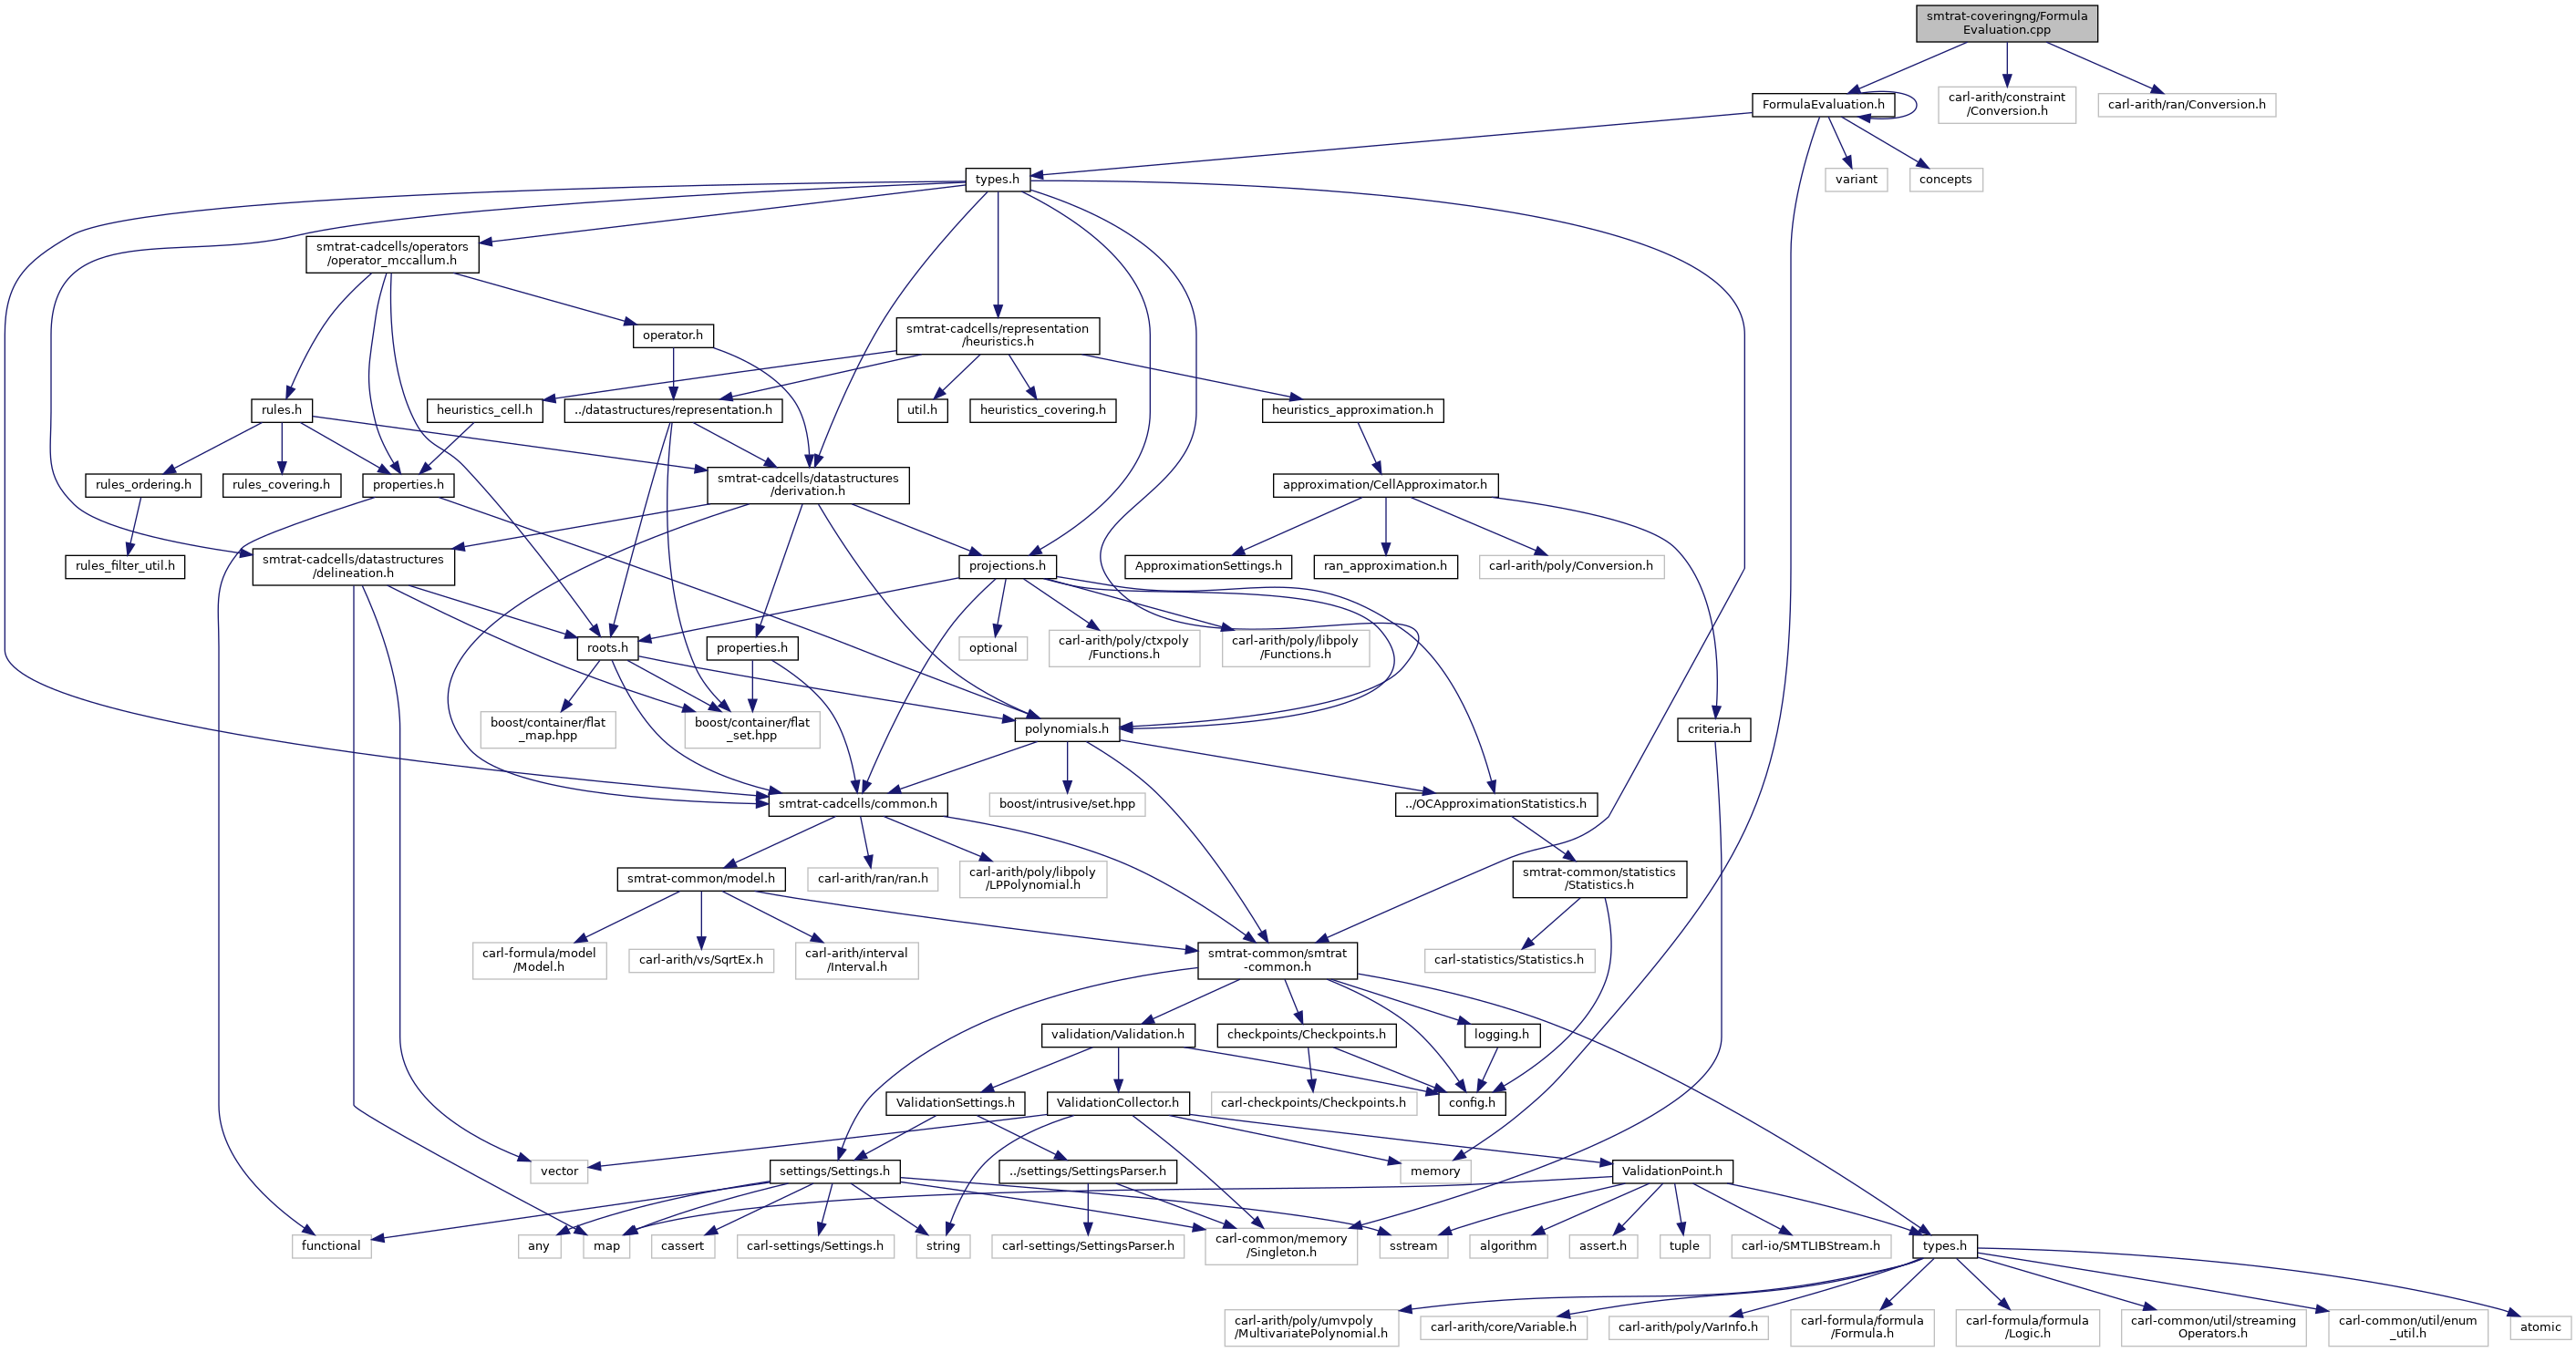 smtrat-coveringng/Formula
Evaluation.cpp
FormulaEvaluation.h
carl-arith/constraint
/Conversion.h
carl-arith/ran/Conversion.h
types.h
variant
concepts
smtrat-cadcells/operators
/operator_mccallum.h
operator.h
smtrat-cadcells/representation
/heuristics.h
rules.h
heuristics_cell.h
../datastructures/representation.h
util.h
heuristics_covering.h
heuristics_approximation.h
rules_ordering.h
rules_covering.h
properties.h
smtrat-cadcells/datastructures
/derivation.h
approximation/CellApproximator.h
rules_filter_util.h
smtrat-cadcells/datastructures
/delineation.h
projections.h
ApproximationSettings.h
ran_approximation.h
carl-arith/poly/Conversion.h
roots.h
properties.h
optional
carl-arith/poly/ctxpoly
/Functions.h
carl-arith/poly/libpoly
/Functions.h
boost/container/flat
_map.hpp
boost/container/flat
_set.hpp
polynomials.h
criteria.h
smtrat-cadcells/common.h
boost/intrusive/set.hpp
../OCApproximationStatistics.h
smtrat-common/model.h
carl-arith/ran/ran.h
carl-arith/poly/libpoly
/LPPolynomial.h
smtrat-common/statistics
/Statistics.h
carl-formula/model
/Model.h
carl-arith/vs/SqrtEx.h
carl-arith/interval
/Interval.h
smtrat-common/smtrat
-common.h
carl-statistics/Statistics.h
validation/Validation.h
checkpoints/Checkpoints.h
logging.h
ValidationSettings.h
ValidationCollector.h
carl-checkpoints/Checkpoints.h
config.h
vector
settings/Settings.h
../settings/SettingsParser.h
memory
ValidationPoint.h
functional
any
map
cassert
carl-settings/Settings.h
string
carl-settings/SettingsParser.h
carl-common/memory
/Singleton.h
sstream
algorithm
assert.h
tuple
carl-io/SMTLIBStream.h
types.h
carl-arith/poly/umvpoly
/MultivariatePolynomial.h
carl-arith/core/Variable.h
carl-arith/poly/VarInfo.h
carl-formula/formula
/Formula.h
carl-formula/formula
/Logic.h
carl-common/util/streaming
Operators.h
carl-common/util/enum
_util.h
atomic